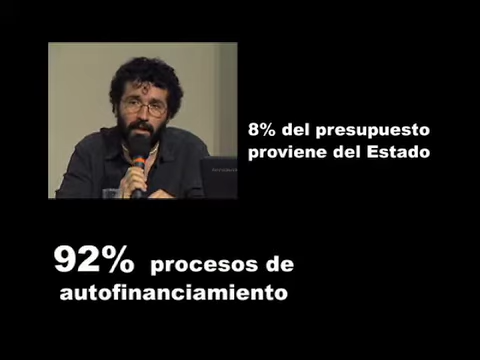 8% del presupuesto
proviene del Estado
92% procesos de
autofinanciamiento